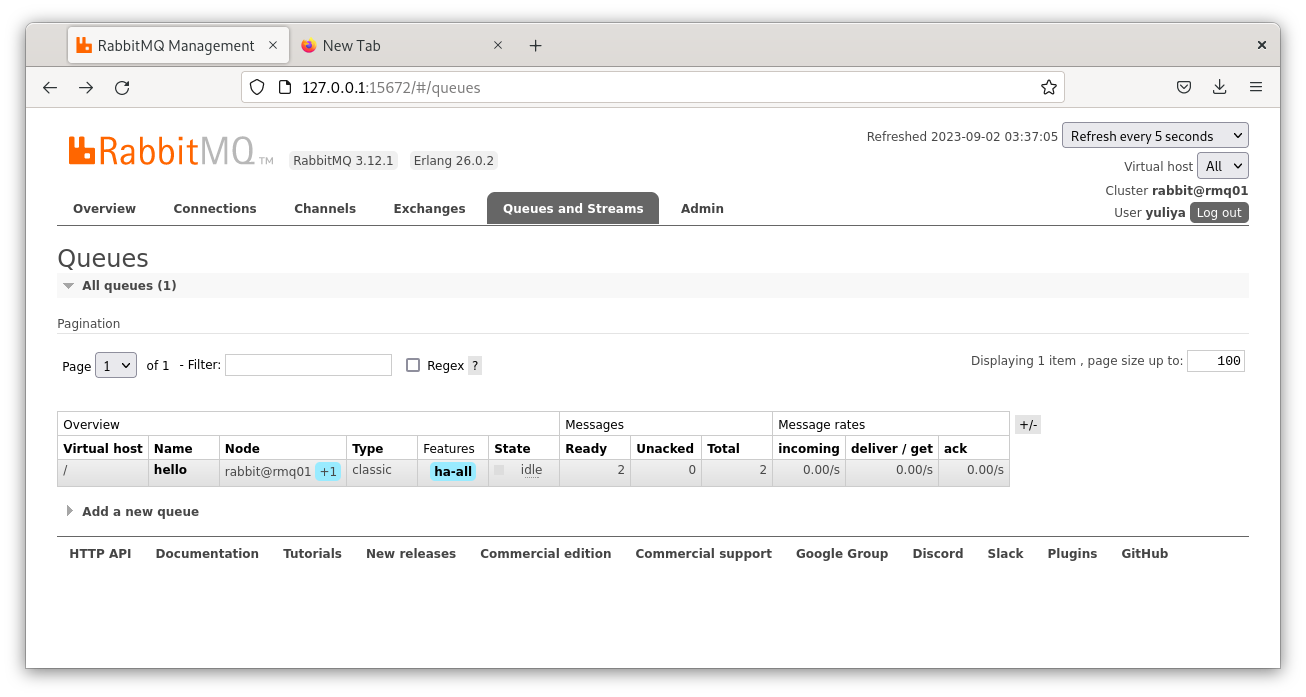 RabbitMQ Management
New Tab
127.0.0.1:15672/#/queues
RabbitMQ TM
RabbitMQ 3.12.1 Erlang 26.0.2
Refreshed 2023-09-02 03:37:05 Refresh every 5 seconds
Virtual host All
Cluster rabbit@rmq01
User yuliya Log out
Overview Connections Channels Exchanges Queues and Streams Admin
Queues
All queues (1)
Pagination
Page 1 of 1 - Filter: Regex ? Displaying 1 item , page size up to: 100
Overview Messages Message rates +/-
Virtual host Name Node Type Features State Ready Unacked Total incoming deliver / get ack
/ hello rabbit@rmq01 +1 classic ha-all idle 2 0 2 0.00/s 0.00/s 0.00/s
Add a new queue
HTTP API Documentation Tutorials New releases Commercial edition Commercial support Google Group Discord Slack Plugins GitHub